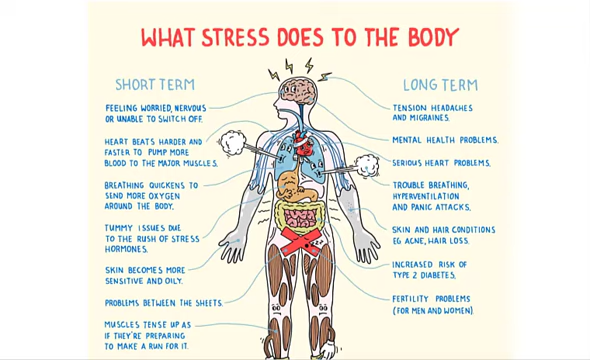 WHAT STRESS DOES TO THE BODY
SHORT TERM
FEELING WORRIED, NERVOUS
OR UNABLE TO SWITCH OFF.
HEART BEATS HARDER AND
FASTER TO PUMP MORE
BLOOD TO THE MAJOR MUSCLES.
BREATHING QUICKENS TO
SEND MORE OXYGEN
AROUND THE BODY.
TUMMY ISSUES DUE
TO THE RUSH OF STRESS
HORMONES.
SKIN BECOMES MORE
SENSITIVE AND OILY.
PROBLEMS BETWEEN THE SHEETS.
MUSCLES TENSE UP AS
IF THEY'RE PREPARING
TO MAKE A RUN FOR IT.
LONG TERM
TENSION HEADACHES
AND MIGRAINES.
MENTAL HEALTH PROBLEMS.
SERIOUS HEART PROBLEMS.
TROUBLE BREATHING,
HYPERVENTILATION
AND PANIC ATTACKS.
SKIN AND HAIR CONDITIONS
EG ACNE, HAIR LOSS.
INCREASED RISK OF
TYPE 2 DIABETES.
FERTILITY PROBLEMS
(FOR MEN AND WOMEN)